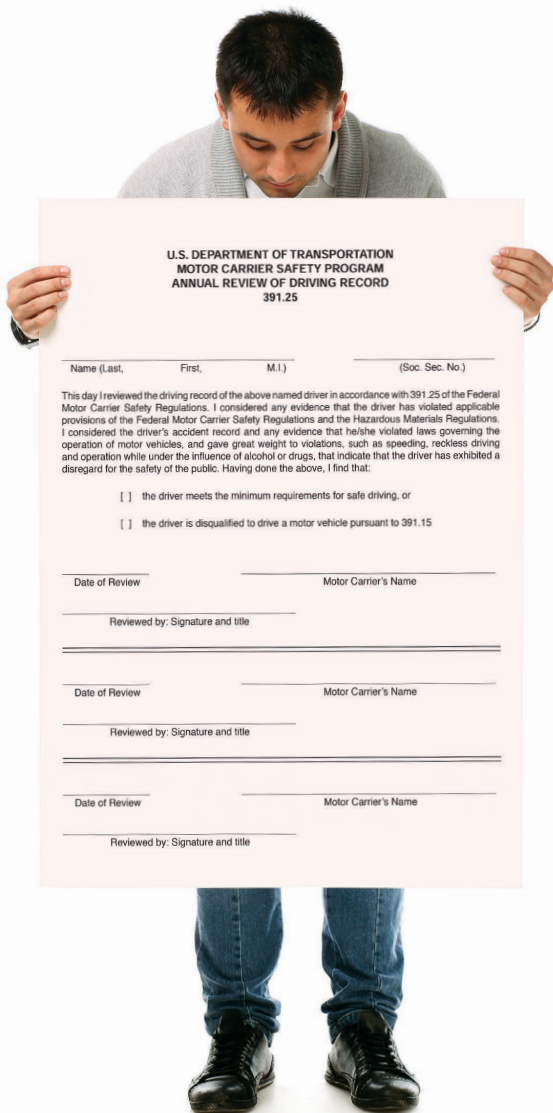 U.S. DEPARTMENT OF TRANSPORTATION
MOTOR CARRIER SAFETY PROGRAM
ANNUAL REVIEW OF DRIVING RECORD
391.25
Name (Last, First, M.I.) (Soc. Sec. No.)
This day I reviewed the driving record of the above named driver in accordance with 391.25 of the Federal
Motor Carrier Safety Regulations. I considered any evidence that the driver has violated applicable
provisions of the Federal Motor Carrier Safety Regulations and the Hazardous Materials Regulations.
I considered the driver's accident record and any evidence that he/she violated laws governing the
operation of motor vehicles, and gave great weight to violations, such as speeding, reckless driving
and operation while under the influence of alcohol or drugs, that indicate that the driver has exhibited a
disregard for the safety of the public. Having done the above, I find that:
[ ] the driver meets the minimum requirements for safe driving, or
[ ] the driver is disqualified to drive a motor vehicle pursuant to 391.15
Date of Review Motor Carrier's Name
Reviewed by: Signature and title
Date of Review Motor Carrier's Name
Reviewed by: Signature and title
Date of Review Motor Carrier's Name
Reviewed by: Signature and title